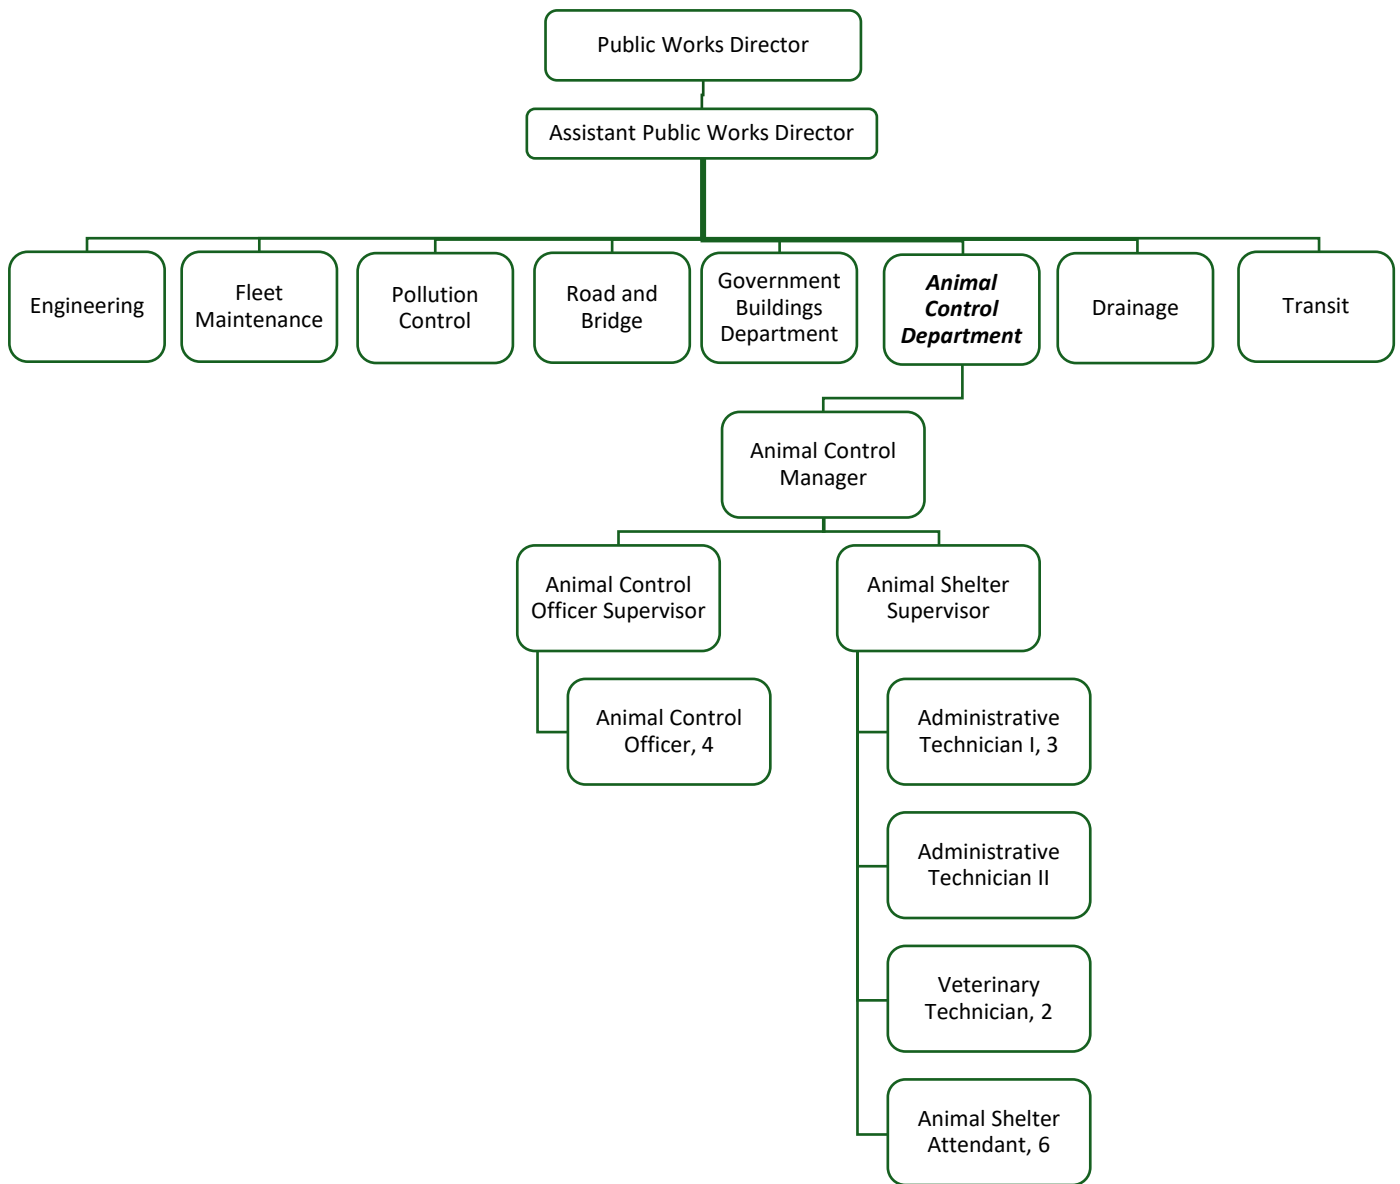 Public Works Director
Assistant Public Works Director
Engineering
Fleet
Maintenance
Pollution
Control
Road and
Bridge
Government
Buildings
Department
Animal
Control
Department
Drainage
Transit
Animal Control
Manager
Animal Control
Officer Supervisor
Animal Shelter
Supervisor
Animal Control
Officer, 4
Administrative
Technician I, 3
Administrative
Technician II
Veterinary
Technician, 2
Animal Shelter
Attendant, 6